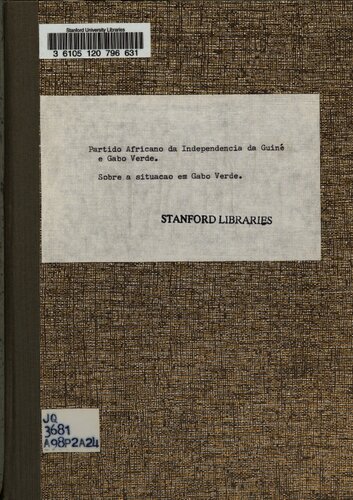 Stanford University Libraries
3 6105 120 796 631
Partido Africano da Independencia da Guiné
e Gabo Verde.
Sobre a situacao em Gabo Verde.
STANFORD LIBRARIES
JQ
3681
A98P2A24